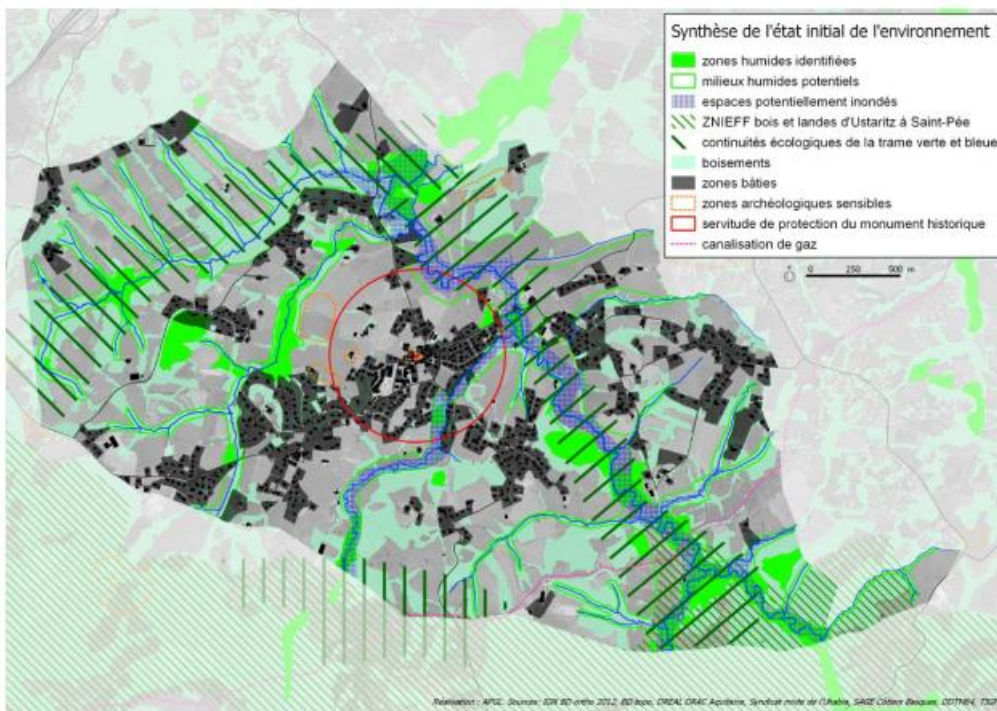 Synthèse de l'état initial de l'environnement
zones humides identifiées
milieux humides potentiels
espaces potentiellement inondés
ZNIEFF bois et landes d'Ustaritz à Saint-Pée
continuités écologiques de la trame verte et bleue
boisements
zones bâties
zones archéologiques sensibles
servitude de protection du monument historique
canalisation de gaz
0 250 500 m
Réalisation : APGL. Sources: IGN BD ortho 2012, BD topo, DREAL DRAC Aquitaine, Syndicat mixte de l'Uhabia, SAGE Côtiers Basques, DDTM64, TIGF